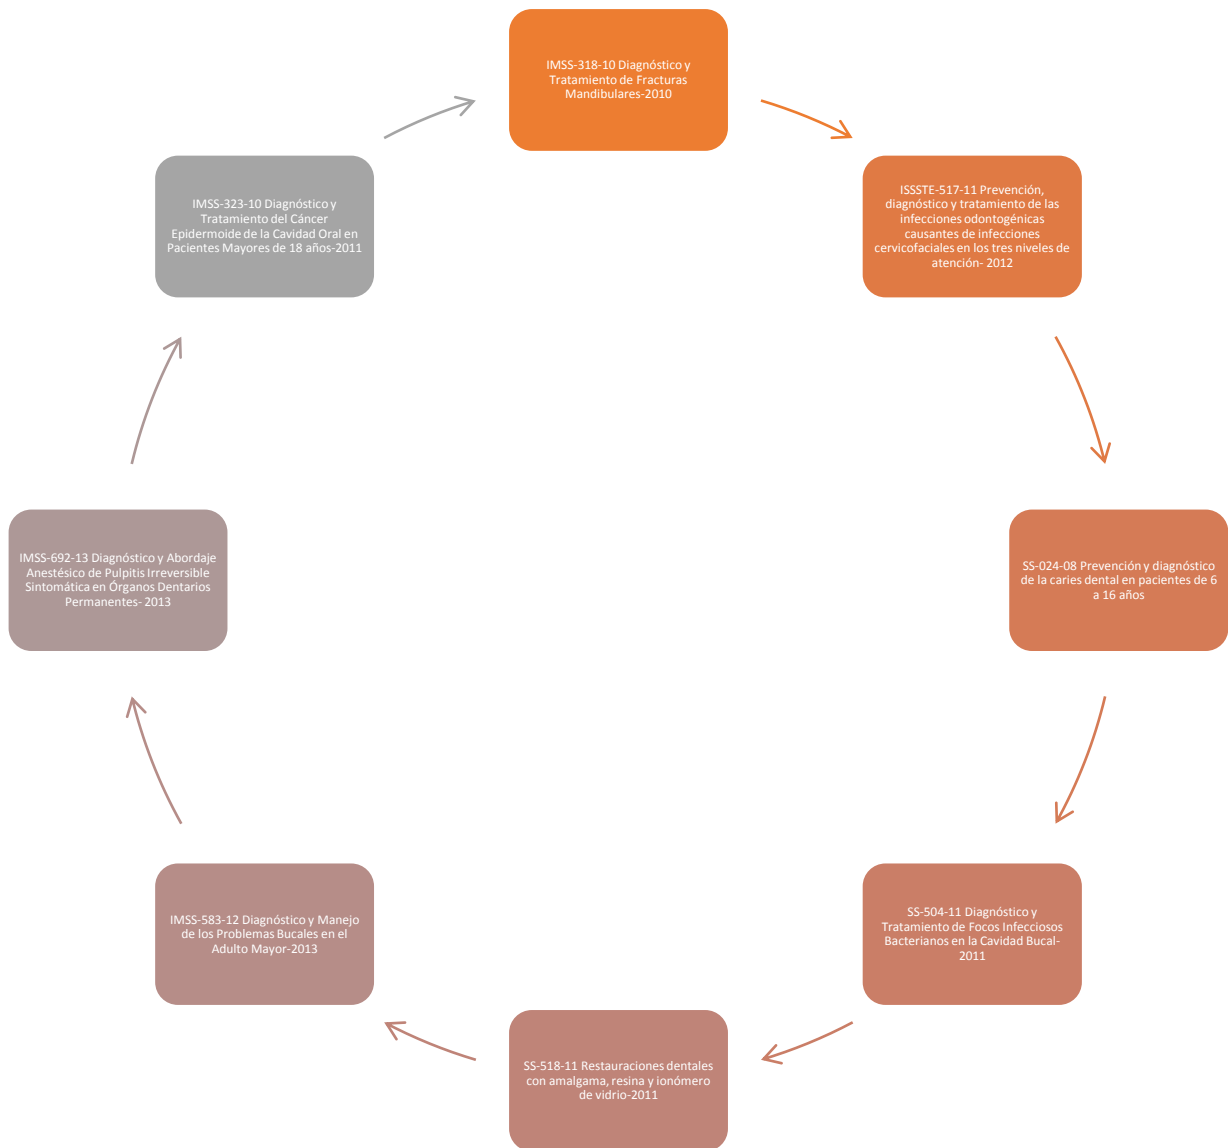 IMSS-318-10 Diagnóstico y
Tratamiento de Fracturas
Mandibulares-2010
ISSSTE-517-11 Prevención,
diagnóstico y tratamiento de las
infecciones odontogénicas
causantes de infecciones
cervicofaciales en los tres niveles de
atención- 2012
SS-024-08 Prevención y diagnóstico
de la caries dental en pacientes de 6
a 16 años
SS-504-11 Diagnóstico y
Tratamiento de Focos Infecciosos
Bacterianos en la Cavidad Bucal-
2011
SS-518-11 Restauraciones dentales
con amalgama, resina y ionómero
de vidrio-2011
IMSS-583-12 Diagnóstico y Manejo
de los Problemas Bucales en el
Adulto Mayor-2013
IMSS-692-13 Diagnóstico y Abordaje
Anestésico de Pulpitis Irreversible
Sintomática en Órganos Dentarios
Permanentes- 2013
IMSS-323-10 Diagnóstico y
Tratamiento del Cáncer
Epidermoide de la Cavidad Oral en
Pacientes Mayores de 18 años-2011